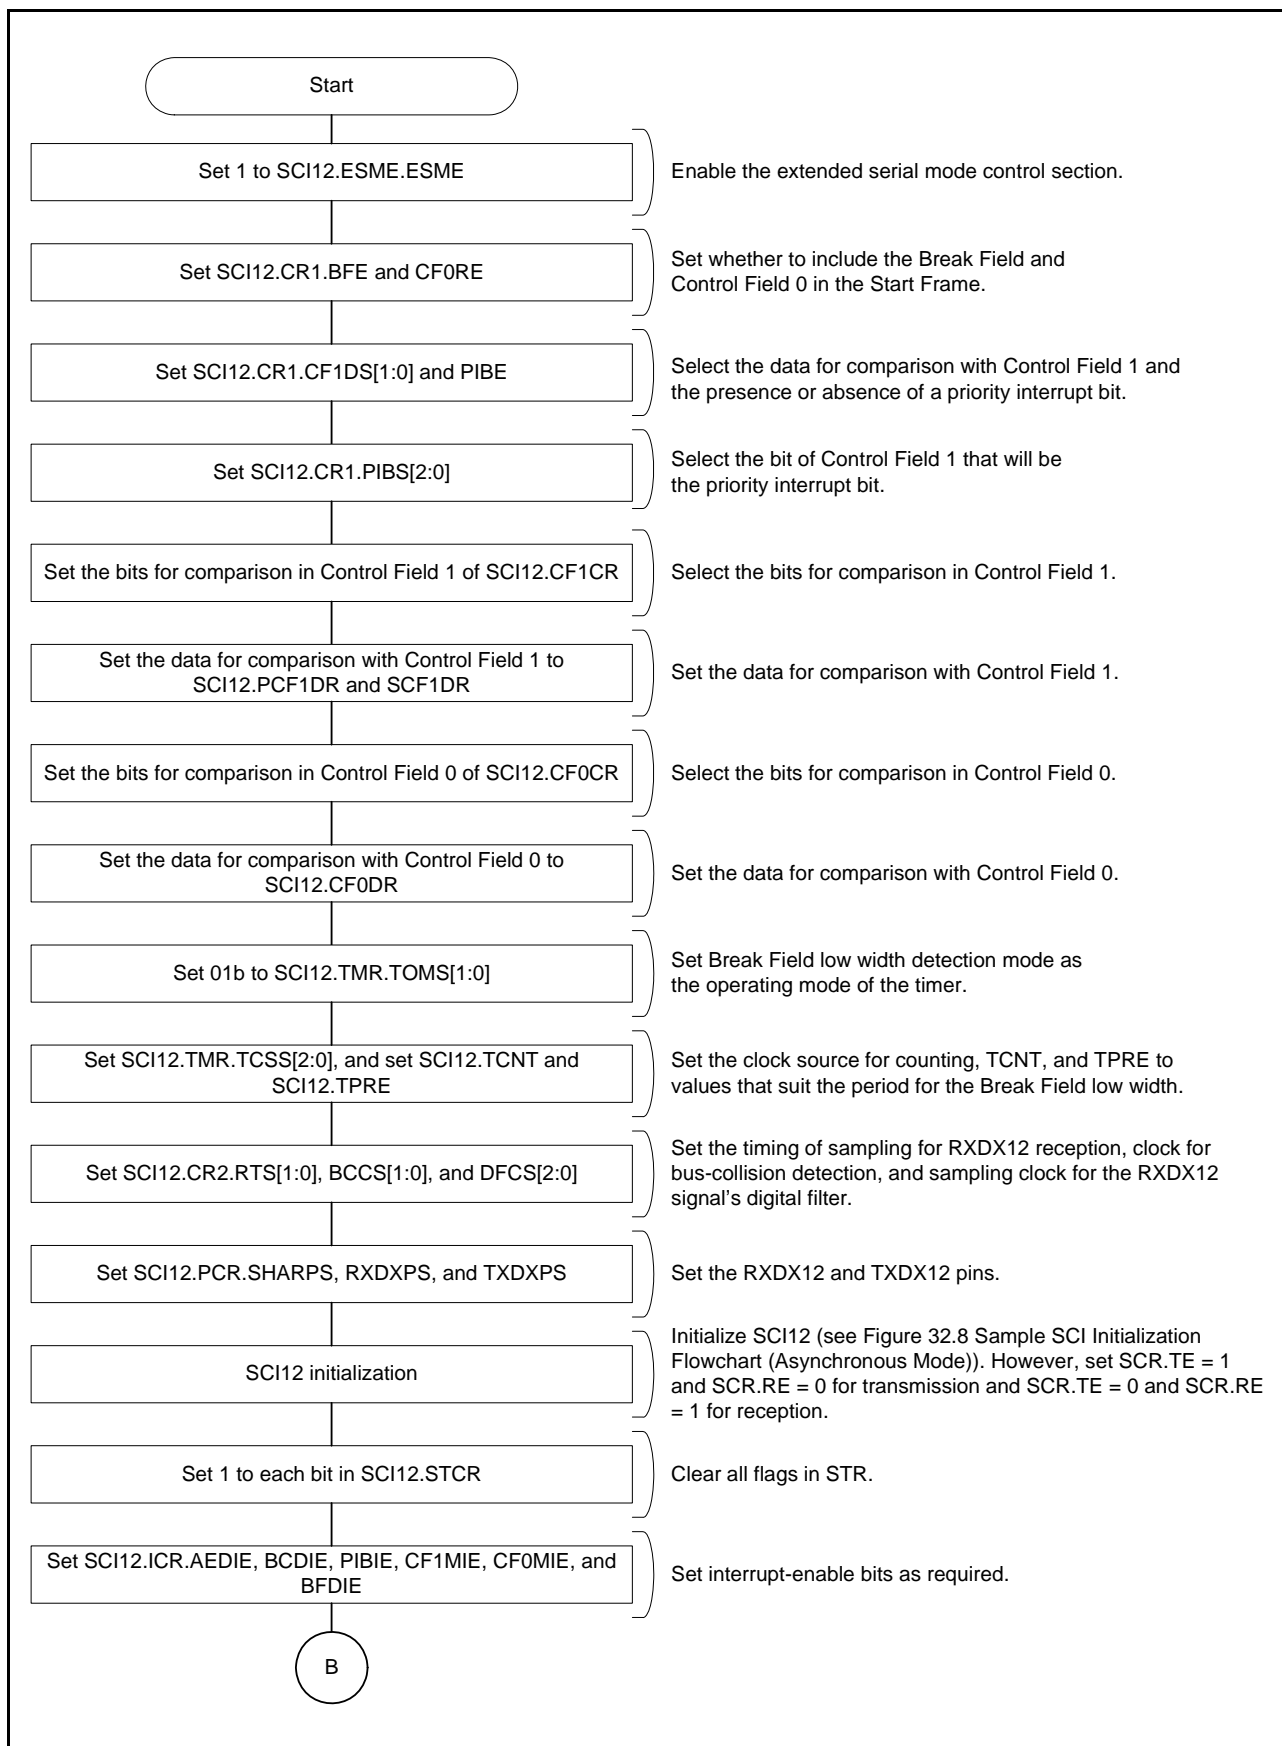 Start
Set 1 to SCI12.ESME.ESME
Enable the extended serial mode control section.
Set SCI12.CR1.BFE and CF0RE
Set whether to include the Break Field and
Control Field 0 in the Start Frame.
Set SCI12.CR1.CF1DS[1:0] and PIBE
Select the data for comparison with Control Field 1 and
the presence or absence of a priority interrupt bit.
Set SCI12.CR1.PIBS[2:0]
Select the bit of Control Field 1 that will be
the priority interrupt bit.
Set the bits for comparison in Control Field 1 of SCI12.CF1CR
Select the bits for comparison in Control Field 1.
Set the data for comparison with Control Field 1 to
SCI12.PCF1DR and SCF1DR
Set the data for comparison with Control Field 1.
Set the bits for comparison in Control Field 0 of SCI12.CF0CR
Select the bits for comparison in Control Field 0.
Set the data for comparison with Control Field 0 to
SCI12.CF0DR
Set the data for comparison with Control Field 0.
Set 01b to SCI12.TMR.TOMS[1:0]
Set Break Field low width detection mode as
the operating mode of the timer.
Set SCI12.TMR.TCSS[2:0], and set SCI12.TCNT and
SCI12.TPRE
Set the clock source for counting, TCNT, and TPRE to
values that suit the period for the Break Field low width.
Set SCI12.CR2.RTS[1:0], BCCS[1:0], and DFCS[2:0]
Set the timing of sampling for RXDX12 reception, clock for
bus-collision detection, and sampling clock for the RXDX12
signal's digital filter.
Set SCI12.PCR.SHARPS, RXDXPS, and TXDXPS
Set the RXDX12 and TXDX12 pins.
SCI12 initialization
Initialize SCI12 (see Figure 32.8 Sample SCI Initialization
Flowchart (Asynchronous Mode)). However, set SCR.TE = 1
and SCR.RE = 0 for transmission and SCR.TE = 0 and SCR.RE
= 1 for reception.
Set 1 to each bit in SCI12.STCR
Clear all flags in STR.
Set SCI12.ICR.AEDIE, BCDIE, PIBIE, CF1MIE, CF0MIE, and
BFDIE
Set interrupt-enable bits as required.
B